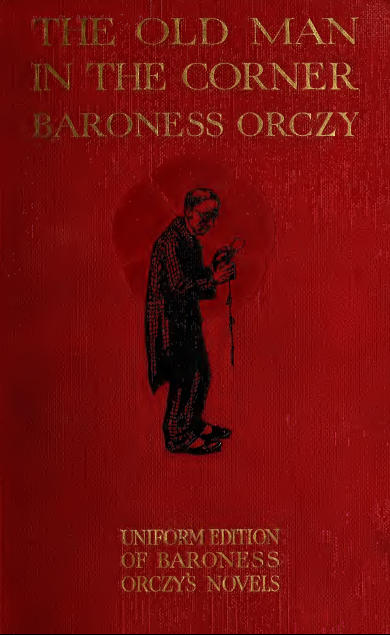 THE OLD MAN
IN THE CORNER
BARONESS ORCZY
UNIFORM EDITION
OF BARONESS
ORCZY'S NOVELS